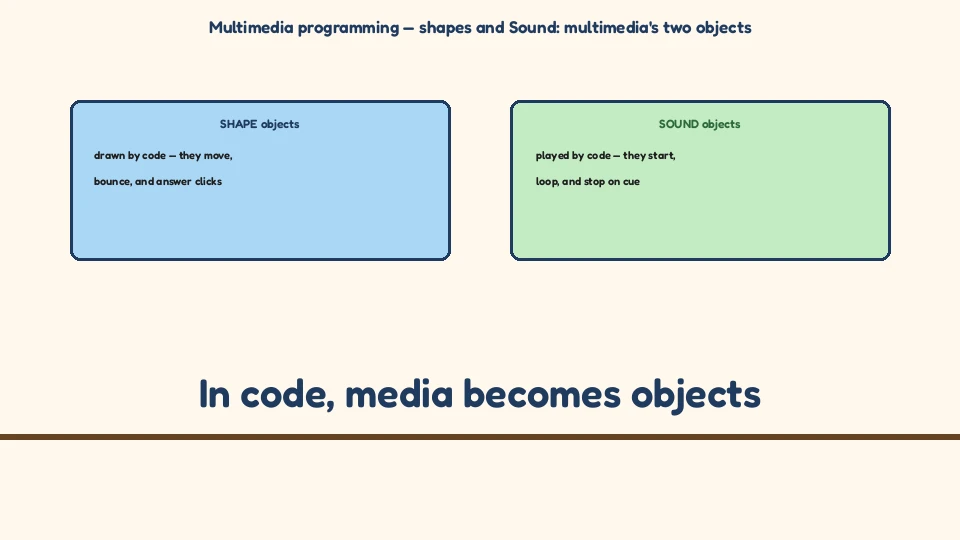 Multimedia programming — shapes and Sound: multimedia's two objects
SHAPE objects
drawn by code — they move,
bounce, and answer clicks
SOUND objects
played by code — they start,
loop, and stop on cue
In code, media becomes objects